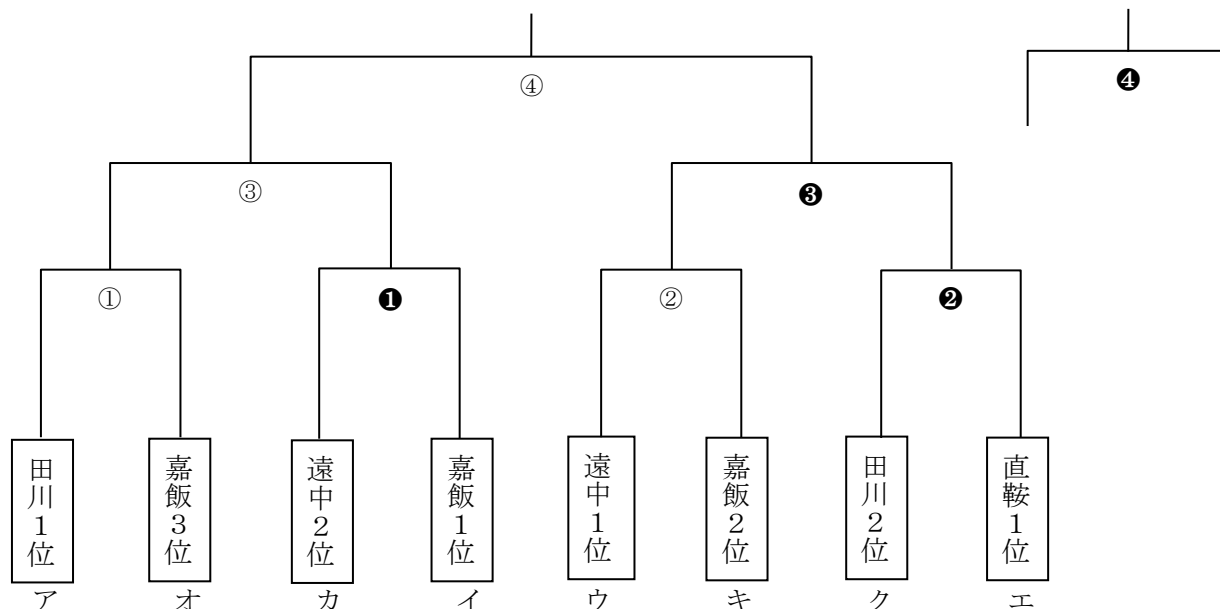 ④
❹
③
❸
①
❶
②
❷
田川1位
嘉飯3位
遠中2位
嘉飯1位
遠中1位
嘉飯2位
田川2位
直鞍1位
ア
オ
カ
イ
ウ
キ
ク
エ